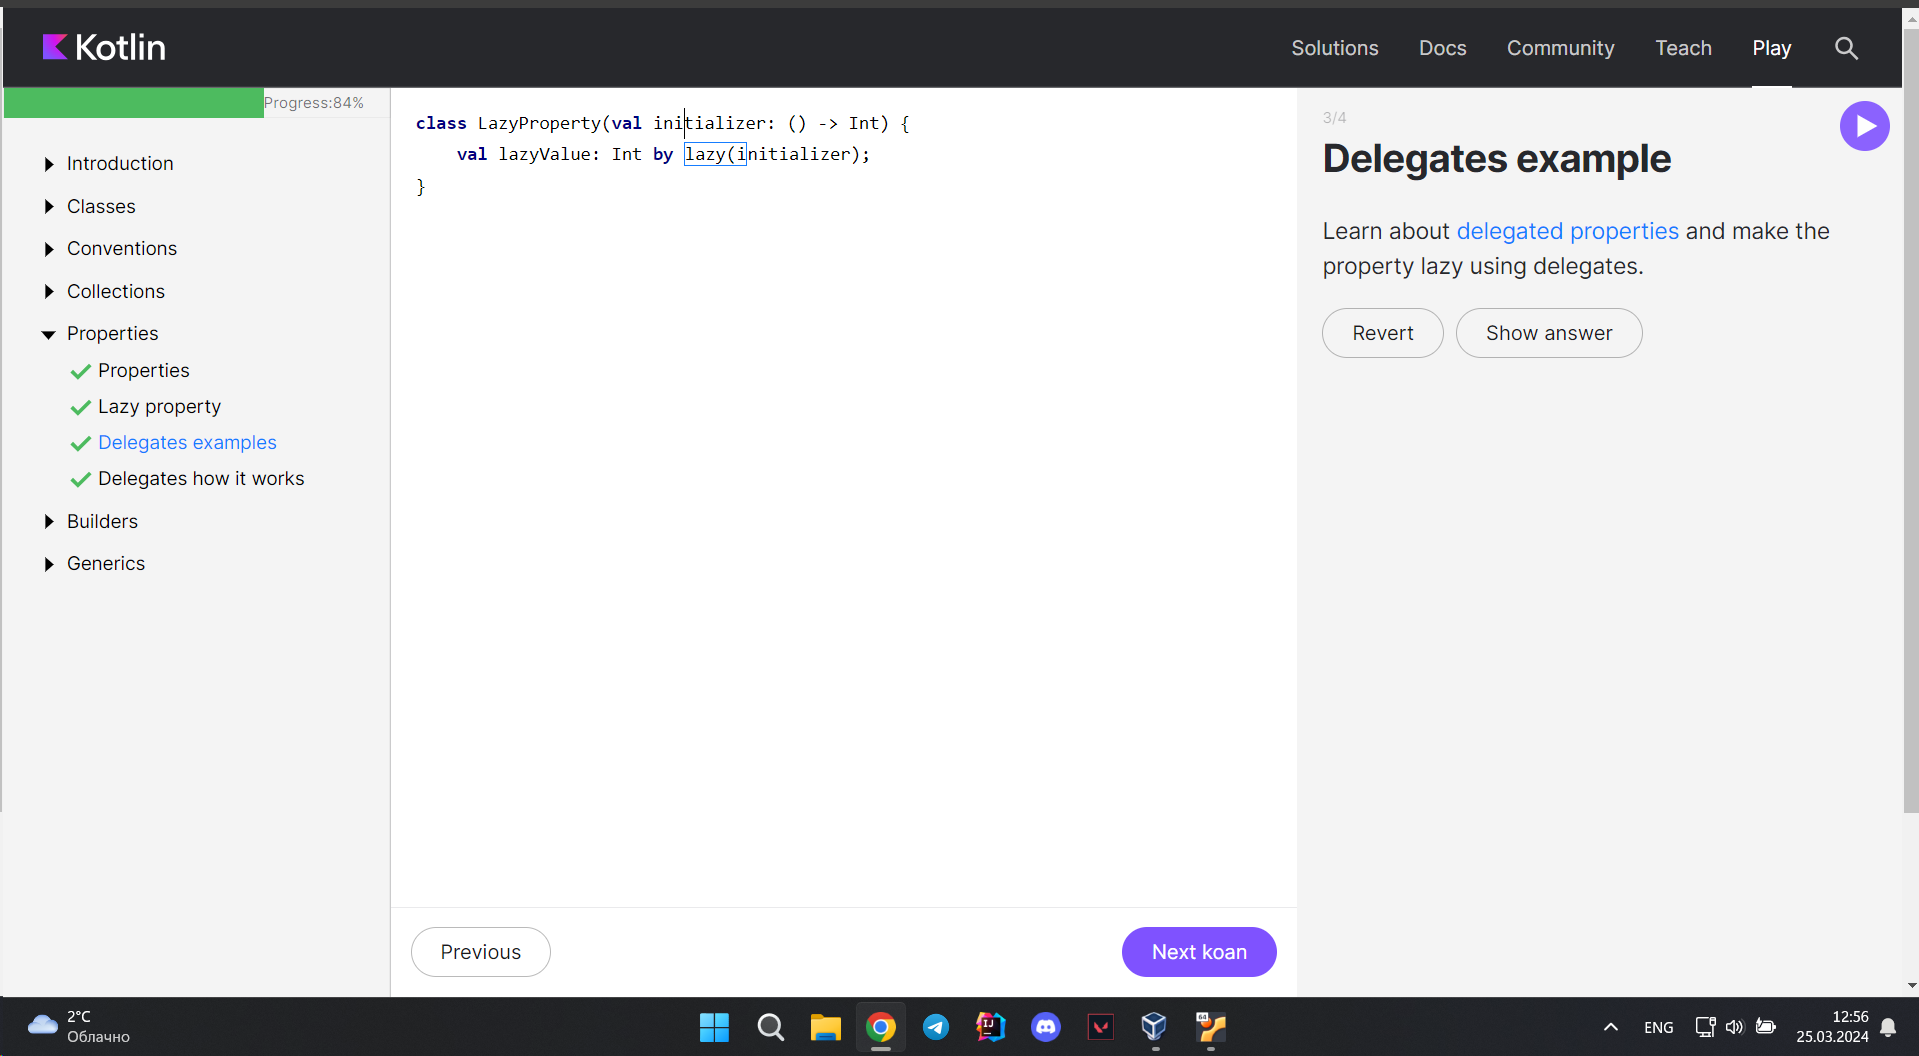 Kotlin
Solutions
Docs
Community
Teach
Play
Progress:84%
Introduction
Classes
Conventions
Collections
Properties
Properties
Lazy property
Delegates examples
Delegates how it works
Builders
Generics
class LazyProperty(val initializer: () -> Int) {
    val lazyValue: Int by lazy(initializer);
}
Previous
Next koan
3/4
Delegates example
Learn about delegated properties and make the
property lazy using delegates.
Revert
Show answer
2°C
Облачно
IJ
64
ENG
12:56
25.03.2024